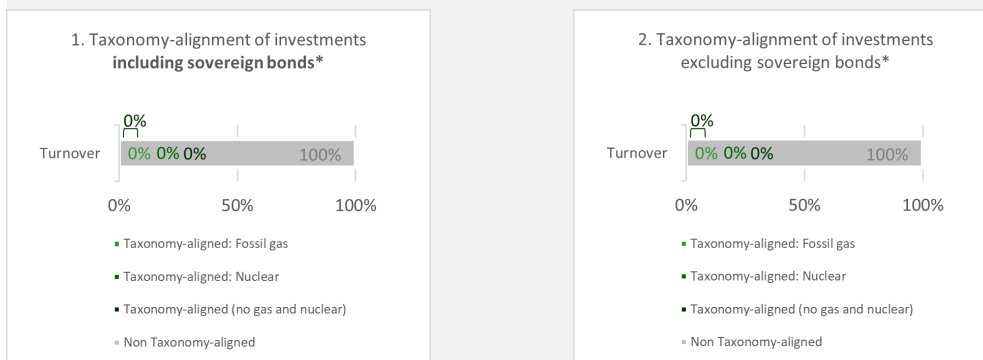 1. Taxonomy-alignment of investments
including sovereign bonds*
0%
Turnover
0% 0% 0% 100%
0% 50% 100%
Taxonomy-aligned: Fossil gas
Taxonomy-aligned: Nuclear
Taxonomy-aligned (no gas and nuclear)
Non Taxonomy-aligned
2. Taxonomy-alignment of investments
excluding sovereign bonds*
0%
Turnover
0% 0% 0% 100%
0% 50% 100%
Taxonomy-aligned: Fossil gas
Taxonomy-aligned: Nuclear
Taxonomy-aligned (no gas and nuclear)
Non Taxonomy-aligned